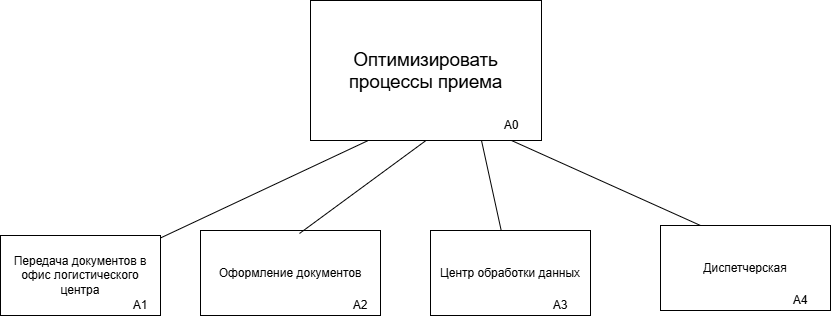 Оптимизировать
процессы приема
A0
Передача документов в
офис логистического
центра
A1
Оформление документов
A2
Центр обработки данных
A3
Диспетчерская
A4